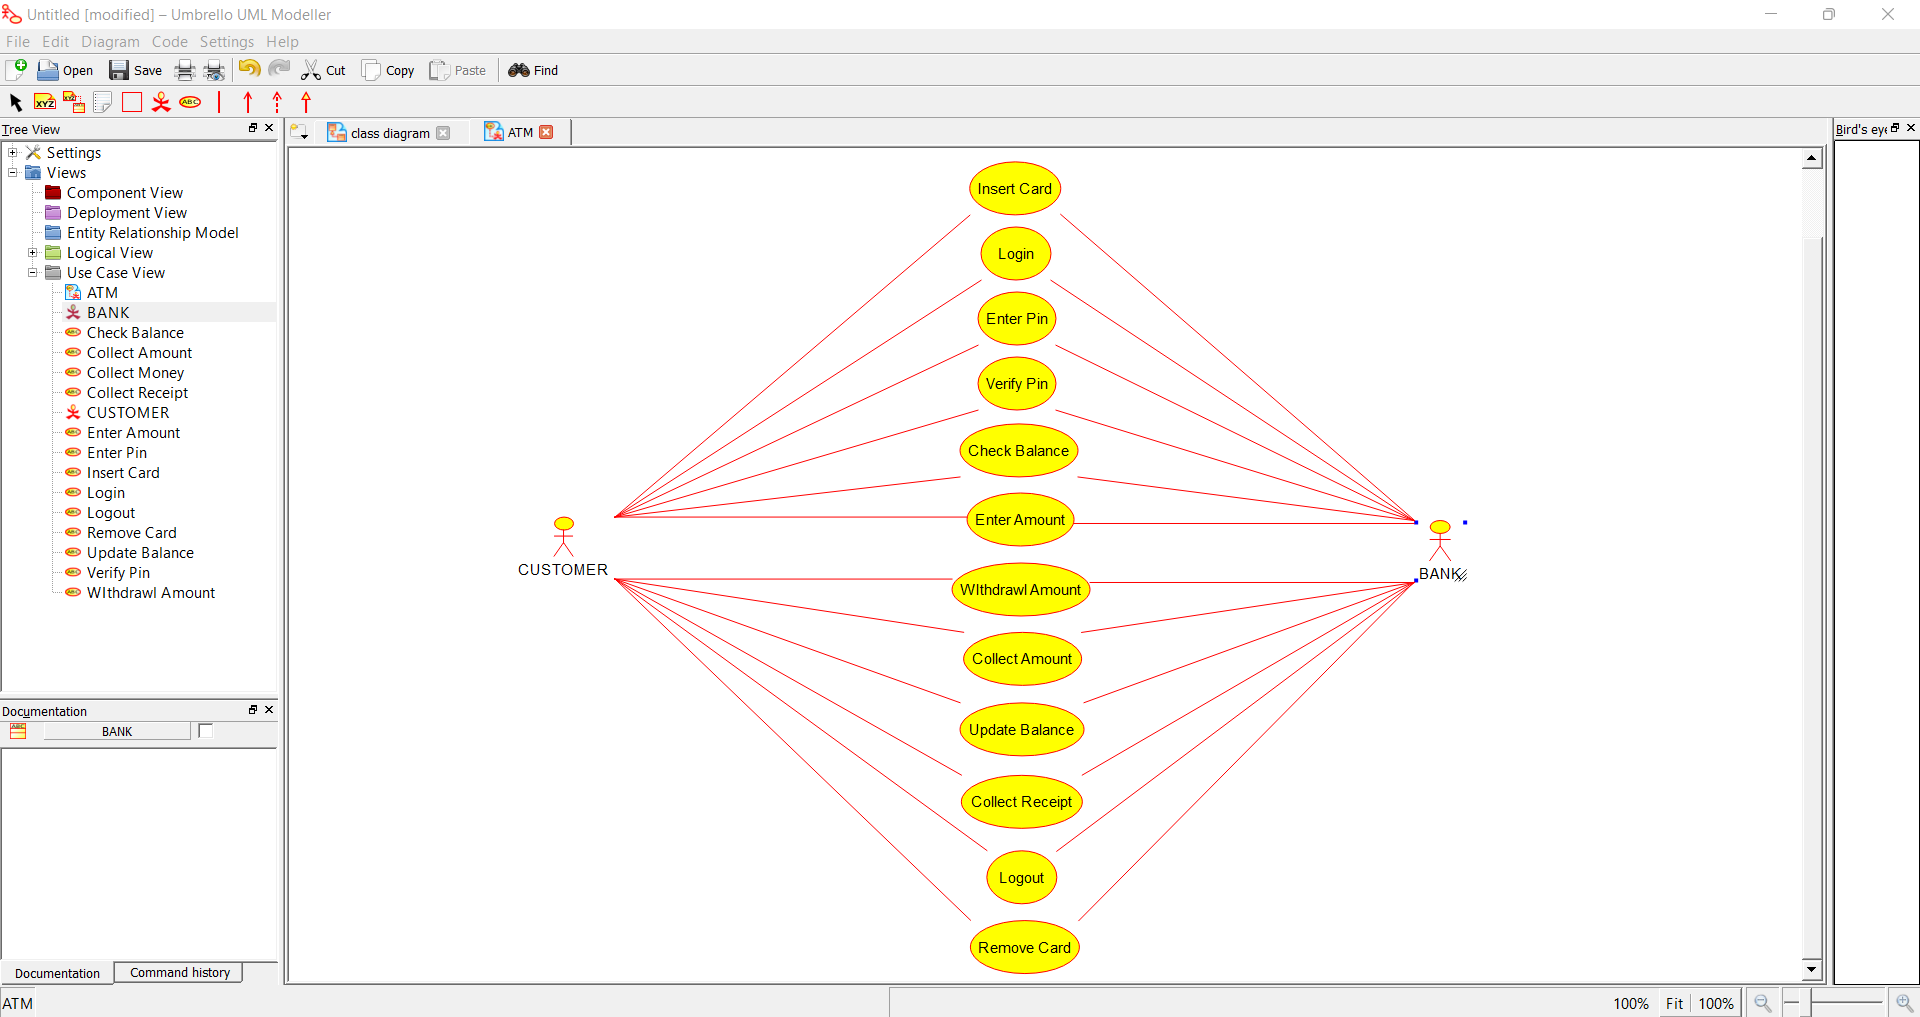 Untitled [modified] – Umbrello UML Modeller
File Edit Diagram Code Settings Help
Open Save Cut Copy Paste Find
XYZ XYZ ABC
Tree View
class diagram ATM
Bird's eye
Settings
Views
Component View
Deployment View
Entity Relationship Model
Logical View
Use Case View
ATM
BANK
Check Balance
Collect Amount
Collect Money
Collect Receipt
CUSTOMER
Enter Amount
Enter Pin
Insert Card
Login
Logout
Remove Card
Update Balance
Verify Pin
WIthdrawl Amount
Documentation
BANK
Documentation Command history
Insert Card
Login
Enter Pin
Verify Pin
Check Balance
Enter Amount
CUSTOMER
BANK
WIthdrawl Amount
Collect Amount
Update Balance
Collect Receipt
Logout
Remove Card
ATM
100% Fit 100%